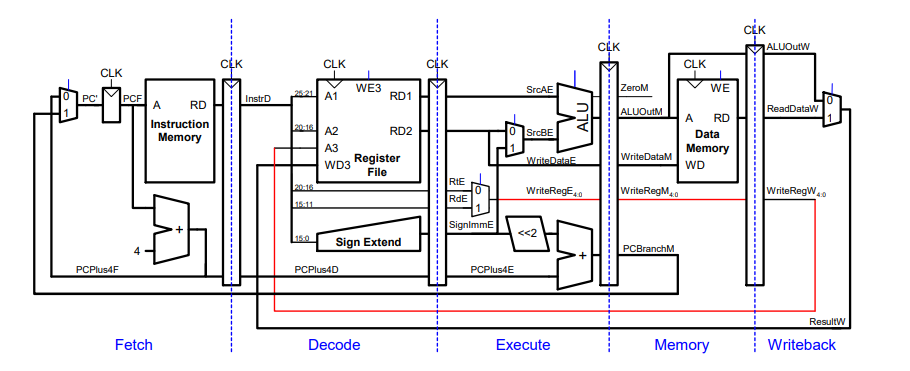 CLK
CLK
CLK
CLK
CLK
CLK
CLK
CLK
0
1
PC'
PCF
A
RD
Instruction
Memory
+
4
PCPlus4F
InstrD
25:21
20:16
20:16
15:11
15:0
A1
A2
A3
WD3
WE3
RD1
RD2
Register
File
Sign Extend
PCPlus4D
SrcAE
0
1
SrcBE
ALU
WriteDataE
RtE
RdE
0
1
WriteRegE4:0
SignImmE
<<2
+
PCPlus4E
ZeroM
ALUOutM
WriteDataM
WriteRegM4:0
PCBranchM
WE
A
RD
Data
Memory
WD
ALUOutW
ReadDataW
0
1
WriteRegW4:0
ResultW
Fetch
Decode
Execute
Memory
Writeback